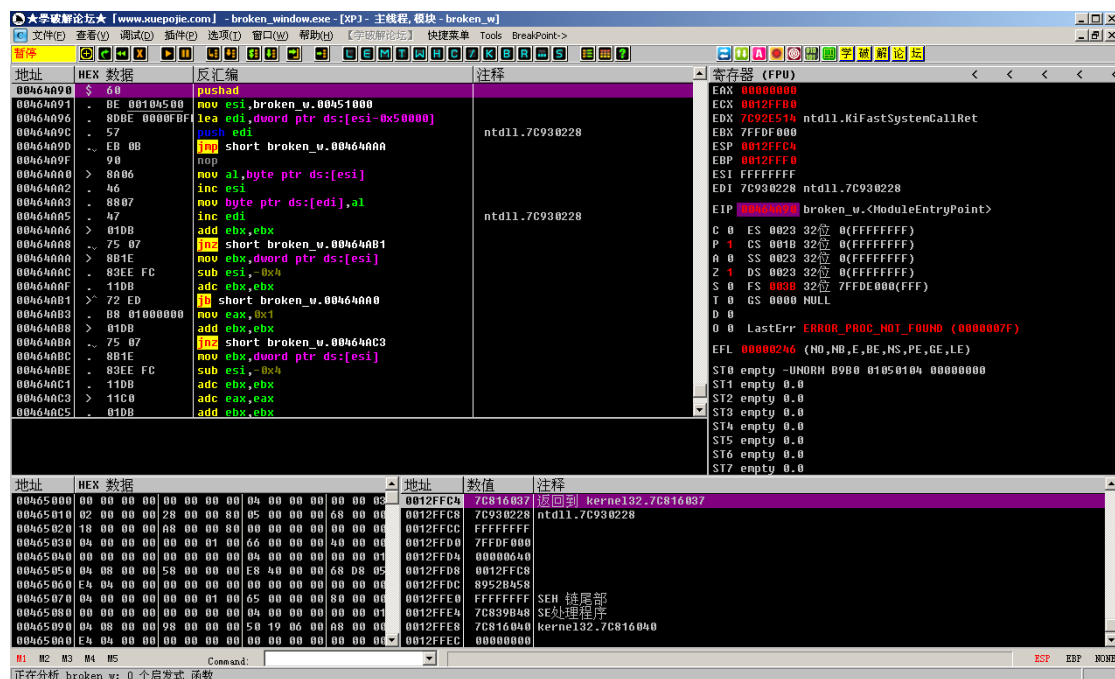 ★学破解论坛★「www.xuepojie.com」 - broken_window.exe - [XPJ - 主线程, 模块 - broken_w]
C 文件(F) 查看(V) 调试(D) 插件(P) 选项(T) 窗口(W) 帮助(H) 【学破解论坛】 快捷菜单 Tools BreakPoint->
暂停 L E M T W H C / K B R ... S ? 学 破 解 论 坛
地址 HEX 数据 反汇编 注释
00464A90 $ 60 pushad
00464A91 . BE 00104500 mov esi,broken_w.00451000
00464A96 . 8DBE 0000FBFF lea edi,dword ptr ds:[esi-0x50000]
00464A9C . 57 push edi ntdll.7C930228
00464A9D ., EB 0B jmp short broken_w.00464AAA
00464A9F 90 nop
00464AA0 > 8A06 mov al,byte ptr ds:[esi]
00464AA2 . 46 inc esi
00464AA3 . 8807 mov byte ptr ds:[edi],al
00464AA5 . 47 inc edi ntdll.7C930228
00464AA6 > 01DB add ebx,ebx
00464AA8 ., 75 07 jnz short broken_w.00464AB1
00464AAA > 8B1E mov ebx,dword ptr ds:[esi]
00464AAC . 83EE FC sub esi,-0x4
00464AAF . 11DB adc ebx,ebx
00464AB1 >^ 72 ED jb short broken_w.00464AA0
00464AB3 . B8 01000000 mov eax,0x1
00464AB8 > 01DB add ebx,ebx
00464ABA ., 75 07 jnz short broken_w.00464AC3
00464ABC . 8B1E mov ebx,dword ptr ds:[esi]
00464ABE . 83EE FC sub esi,-0x4
00464AC1 . 11DB adc ebx,ebx
00464AC3 > 11C0 adc eax,eax
00464AC5 . 01DB add ebx,ebx
寄存器 (FPU) < < < < <
EAX 00000000
ECX 0012FFB0
EDX 7C92E514 ntdll.KiFastSystemCallRet
EBX 7FFDF000
ESP 0012FFC4
EBP 0012FFF0
ESI FFFFFFFF
EDI 7C930228 ntdll.7C930228
EIP 00464A90 broken_w.<ModuleEntryPoint>
C 0 ES 0023 32位 0(FFFFFFFF)
P 1 CS 001B 32位 0(FFFFFFFF)
A 0 SS 0023 32位 0(FFFFFFFF)
Z 1 DS 0023 32位 0(FFFFFFFF)
S 0 FS 003B 32位 7FFDE000(FFF)
T 0 GS 0000 NULL
D 0
O 0 LastErr ERROR_PROC_NOT_FOUND (0000007F)
EFL 00000246 (NO,NB,E,BE,NS,PE,GE,LE)
ST0 empty -UNORM B9B0 01050104 00000000
ST1 empty 0.0
ST2 empty 0.0
ST3 empty 0.0
ST4 empty 0.0
ST5 empty 0.0
ST6 empty 0.0
ST7 empty 0.0
地址 HEX 数据
00465000 00 00 00 00 00 00 00 00 04 00 00 00 00 00 03
00465010 02 00 00 00 28 00 00 80 05 00 00 00 68 00 00
00465020 18 00 00 00 A8 00 00 80 00 00 00 00 00 00 00
00465030 04 00 00 00 00 00 01 00 66 00 00 00 40 00 00
00465040 00 00 00 00 00 00 00 00 04 00 00 00 00 00 01
00465050 04 08 00 00 58 00 00 00 E8 40 00 00 68 D8 05
00465060 E4 04 00 00 00 00 00 00 00 00 00 00 00 00 00
00465070 04 00 00 00 00 00 01 00 65 00 00 00 80 00 00
00465080 00 00 00 00 00 00 00 00 04 00 00 00 00 00 01
00465090 04 08 00 00 98 00 00 00 50 19 06 00 A8 00 00
004650A0 E4 04 00 00 00 00 00 00 00 00 00 00 00 00 00
地址 数值 注释
0012FFC4 7C816037 返回到 kernel32.7C816037
0012FFC8 7C930228 ntdll.7C930228
0012FFCC FFFFFFFF
0012FFD0 7FFDF000
0012FFD4 00000640
0012FFD8 0012FFC8
0012FFDC 8952B458
0012FFE0 FFFFFFFF SEH 链尾部
0012FFE4 7C839B48 SE处理程序
0012FFE8 7C816040 kernel32.7C816040
0012FFEC 00000000
M1 M2 M3 M4 M5 Command: ESP EBP NONE
正在分析 broken_w: 0 个启发式 函数